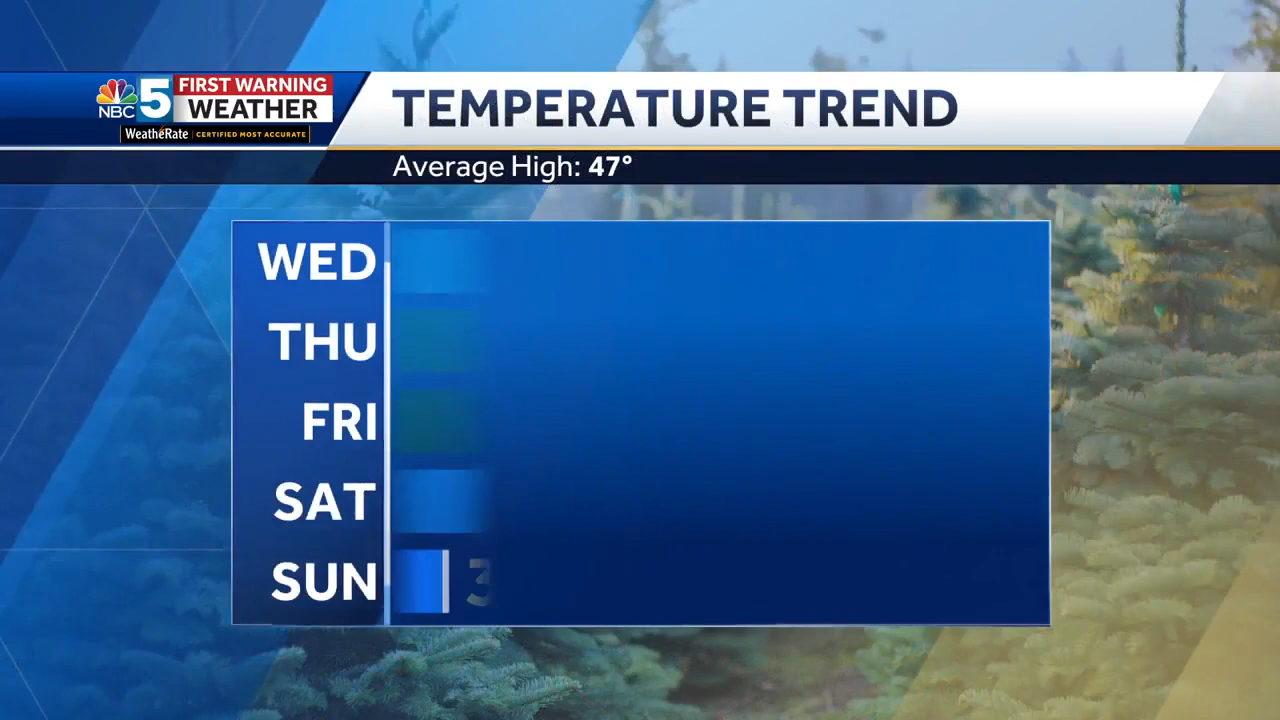 NBC 5 FIRST WARNING WEATHER
WeatheRate CERTIFIED MOST ACCURATE
TEMPERATURE TREND
Average High: 47°
WED
THU
FRI
SAT
SUN